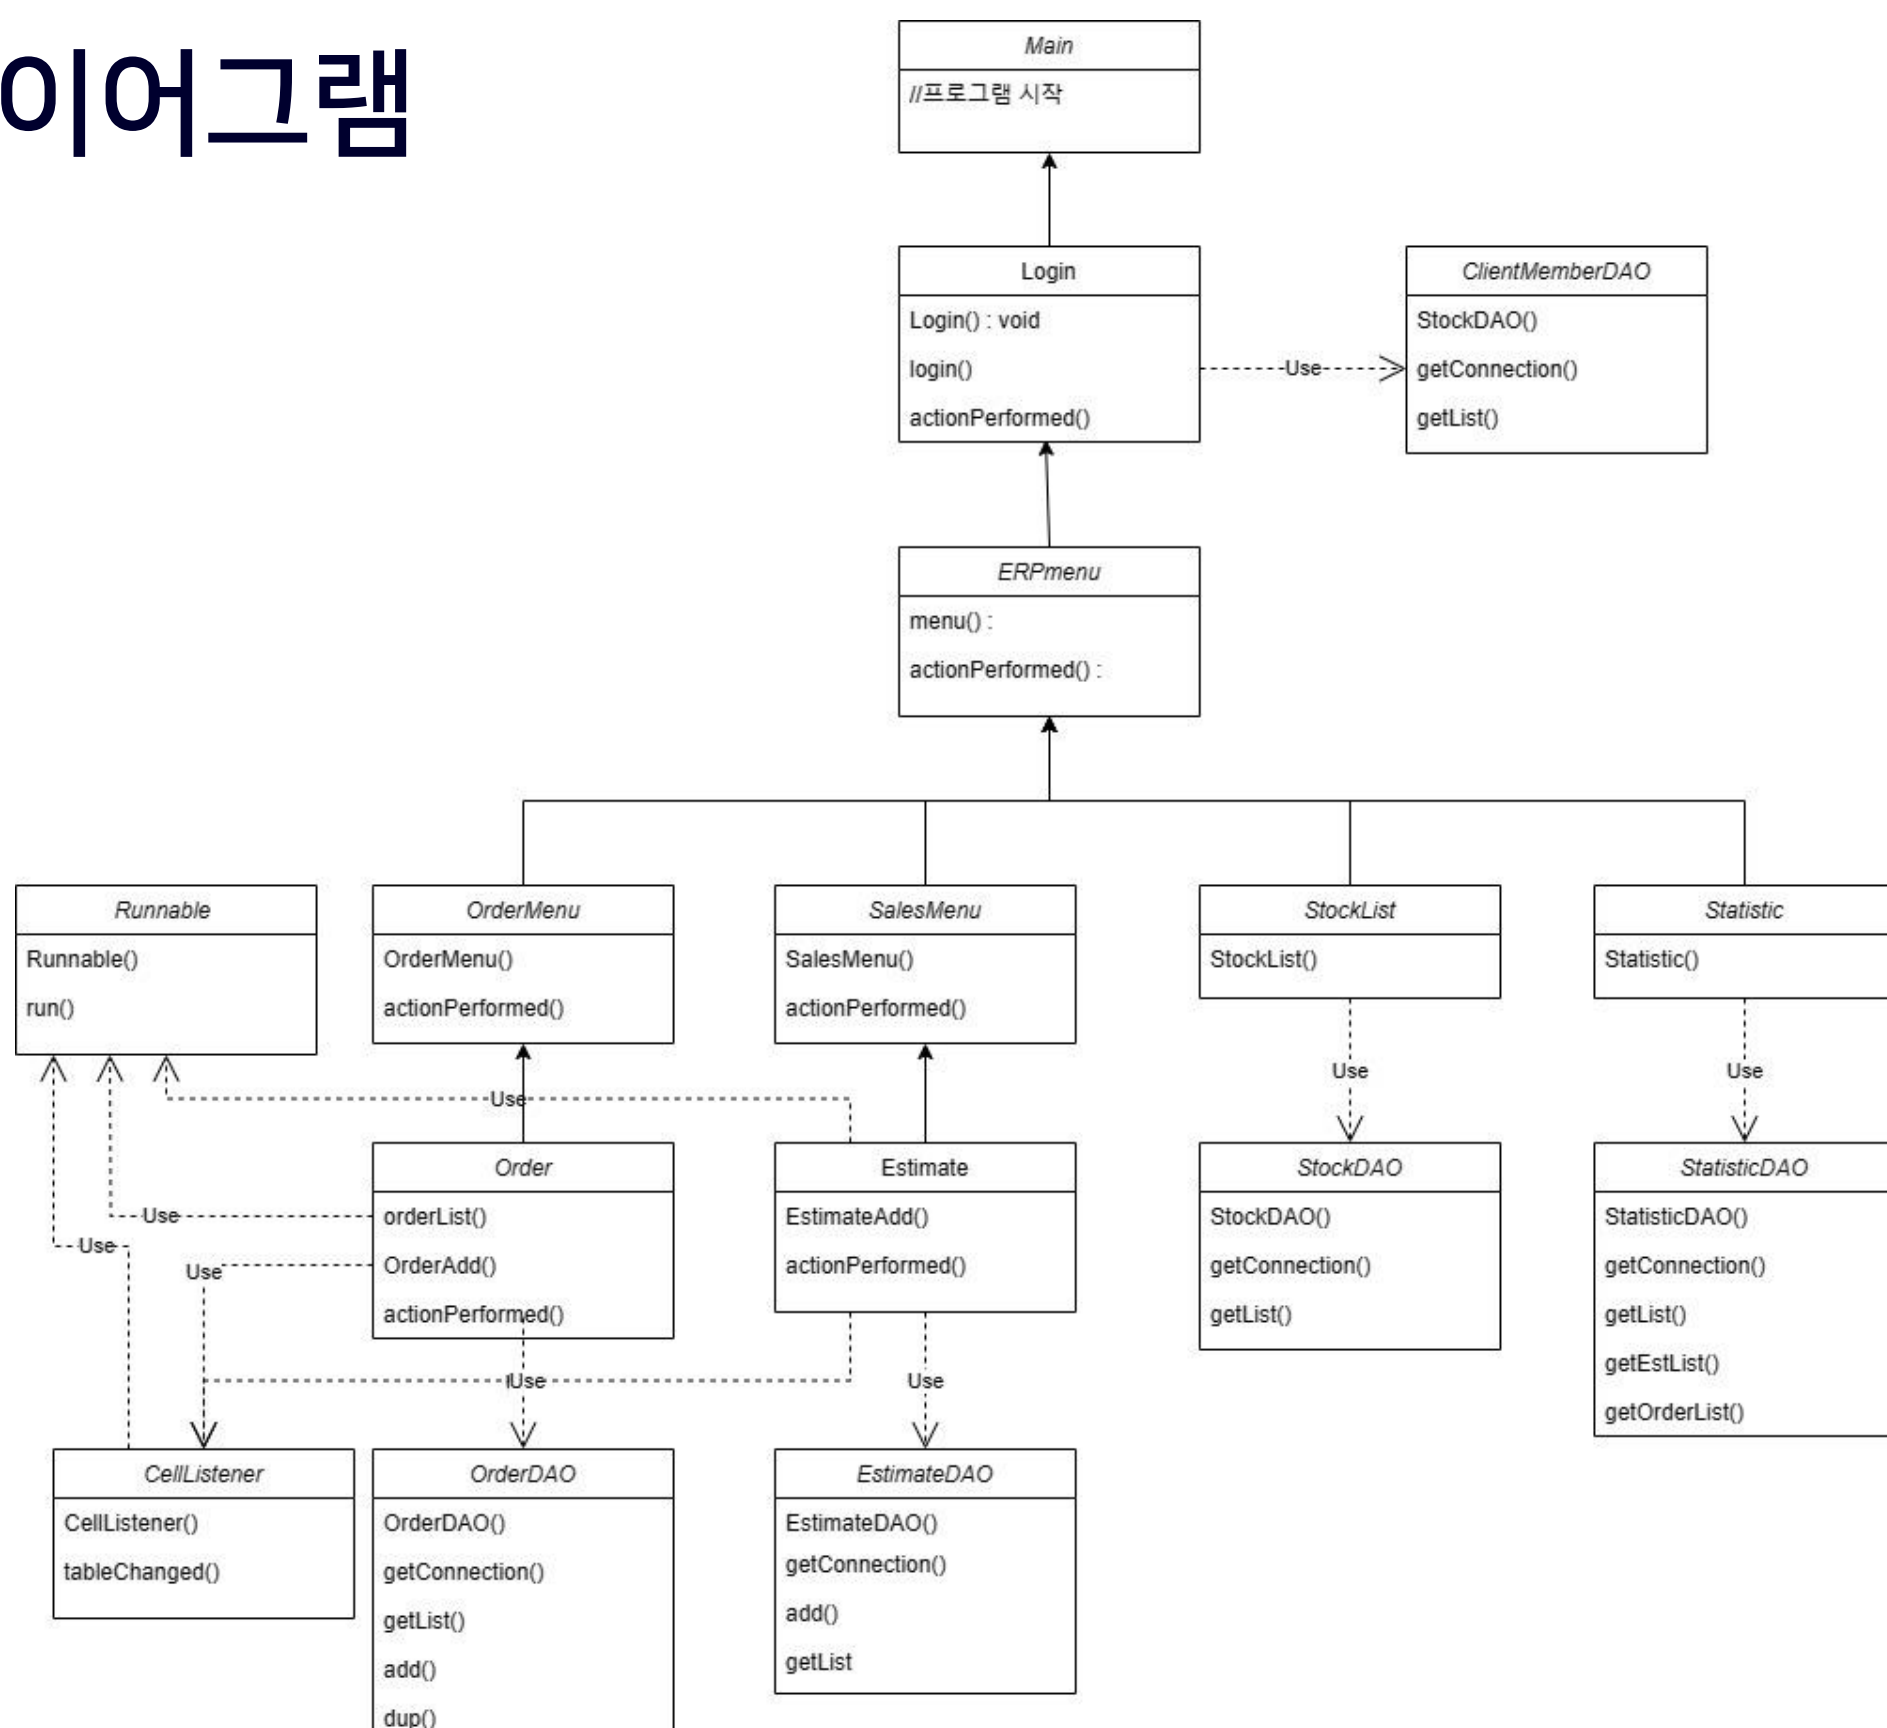 이어그램
Main
//프로그램 시작
Login
Login() : void
login()
actionPerformed()
Use
ClientMemberDAO
StockDAO()
getConnection()
getList()
ERPmenu
menu() :
actionPerformed() :
Runnable
Runnable()
run()
OrderMenu
OrderMenu()
actionPerformed()
SalesMenu
SalesMenu()
actionPerformed()
StockList
StockList()
Statistic
Statistic()
Use
Use
Use
Order
orderList()
OrderAdd()
actionPerformed()
Estimate
EstimateAdd()
actionPerformed()
StockDAO
StockDAO()
getConnection()
getList()
StatisticDAO
StatisticDAO()
getConnection()
getList()
getEstList()
getOrderList()
Use
Use
Use
Use
Use
CellListener
CellListener()
tableChanged()
OrderDAO
OrderDAO()
getConnection()
getList()
add()
dup()
EstimateDAO
EstimateDAO()
getConnection()
add()
getList